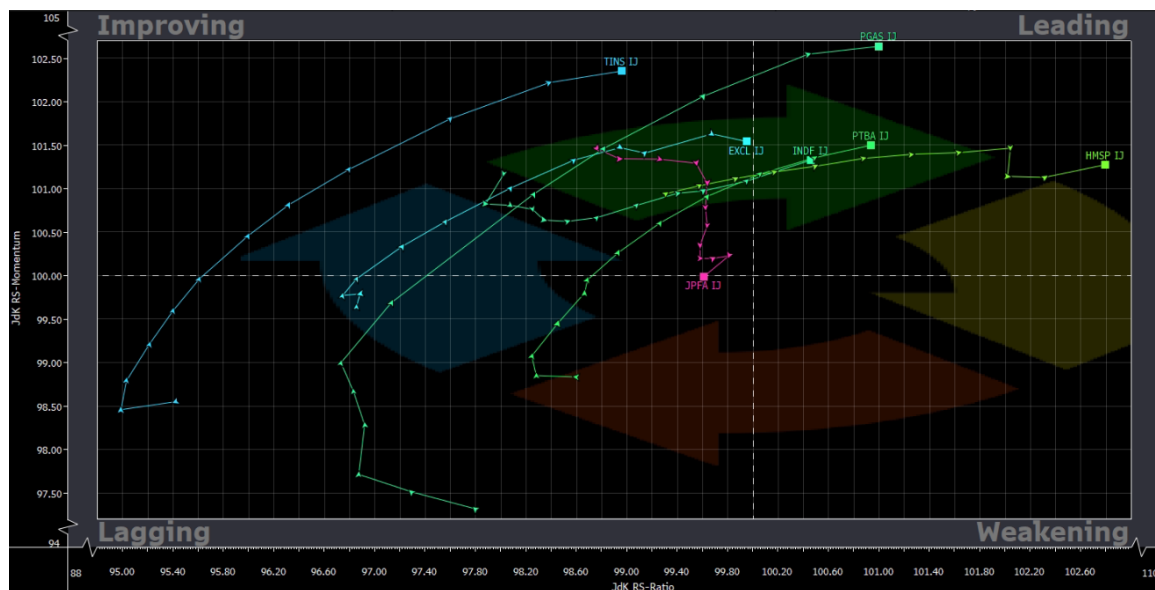 105
Improving
Leading
PGAS IJ
102.50
TINS IJ
102.00
101.50
PTBA IJ
EXCL IJ
INDF IJ
HMSP IJ
101.00
100.50
100.00
JPFA IJ
JdK RS-Momentum
99.50
99.00
98.50
98.00
97.50
Lagging
Weakening
94
88
95.00
95.40
95.80
96.20
96.60
97.00
97.40
97.80
98.20
98.60
99.00
99.40
99.80
100.20
100.60
101.00
101.40
101.80
102.20
102.60
110
JdK RS-Ratio